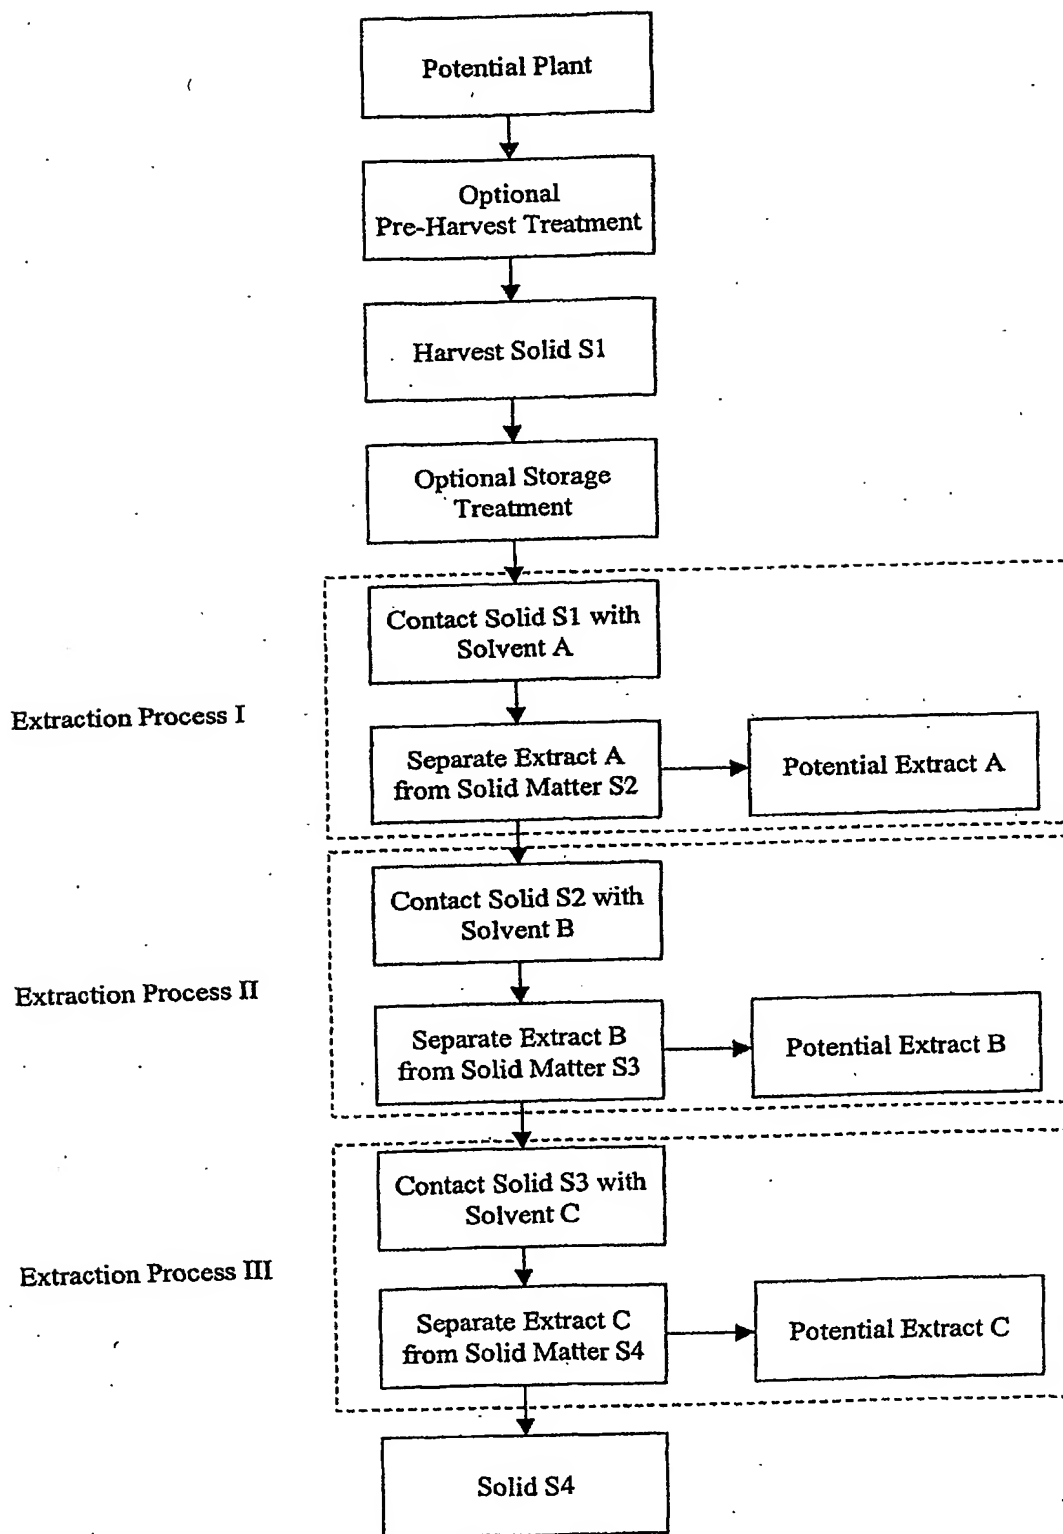 Potential Plant
Optional
Pre-Harvest Treatment
Harvest Solid S1
Optional Storage
Treatment
Contact Solid S1 with
Solvent A
Extraction Process I
Separate Extract A
from Solid Matter S2
Potential Extract A
Contact Solid S2 with
Solvent B
Extraction Process II
Separate Extract B
from Solid Matter S3
Potential Extract B
Contact Solid S3 with
Solvent C
Extraction Process III
Separate Extract C
from Solid Matter S4
Potential Extract C
Solid S4